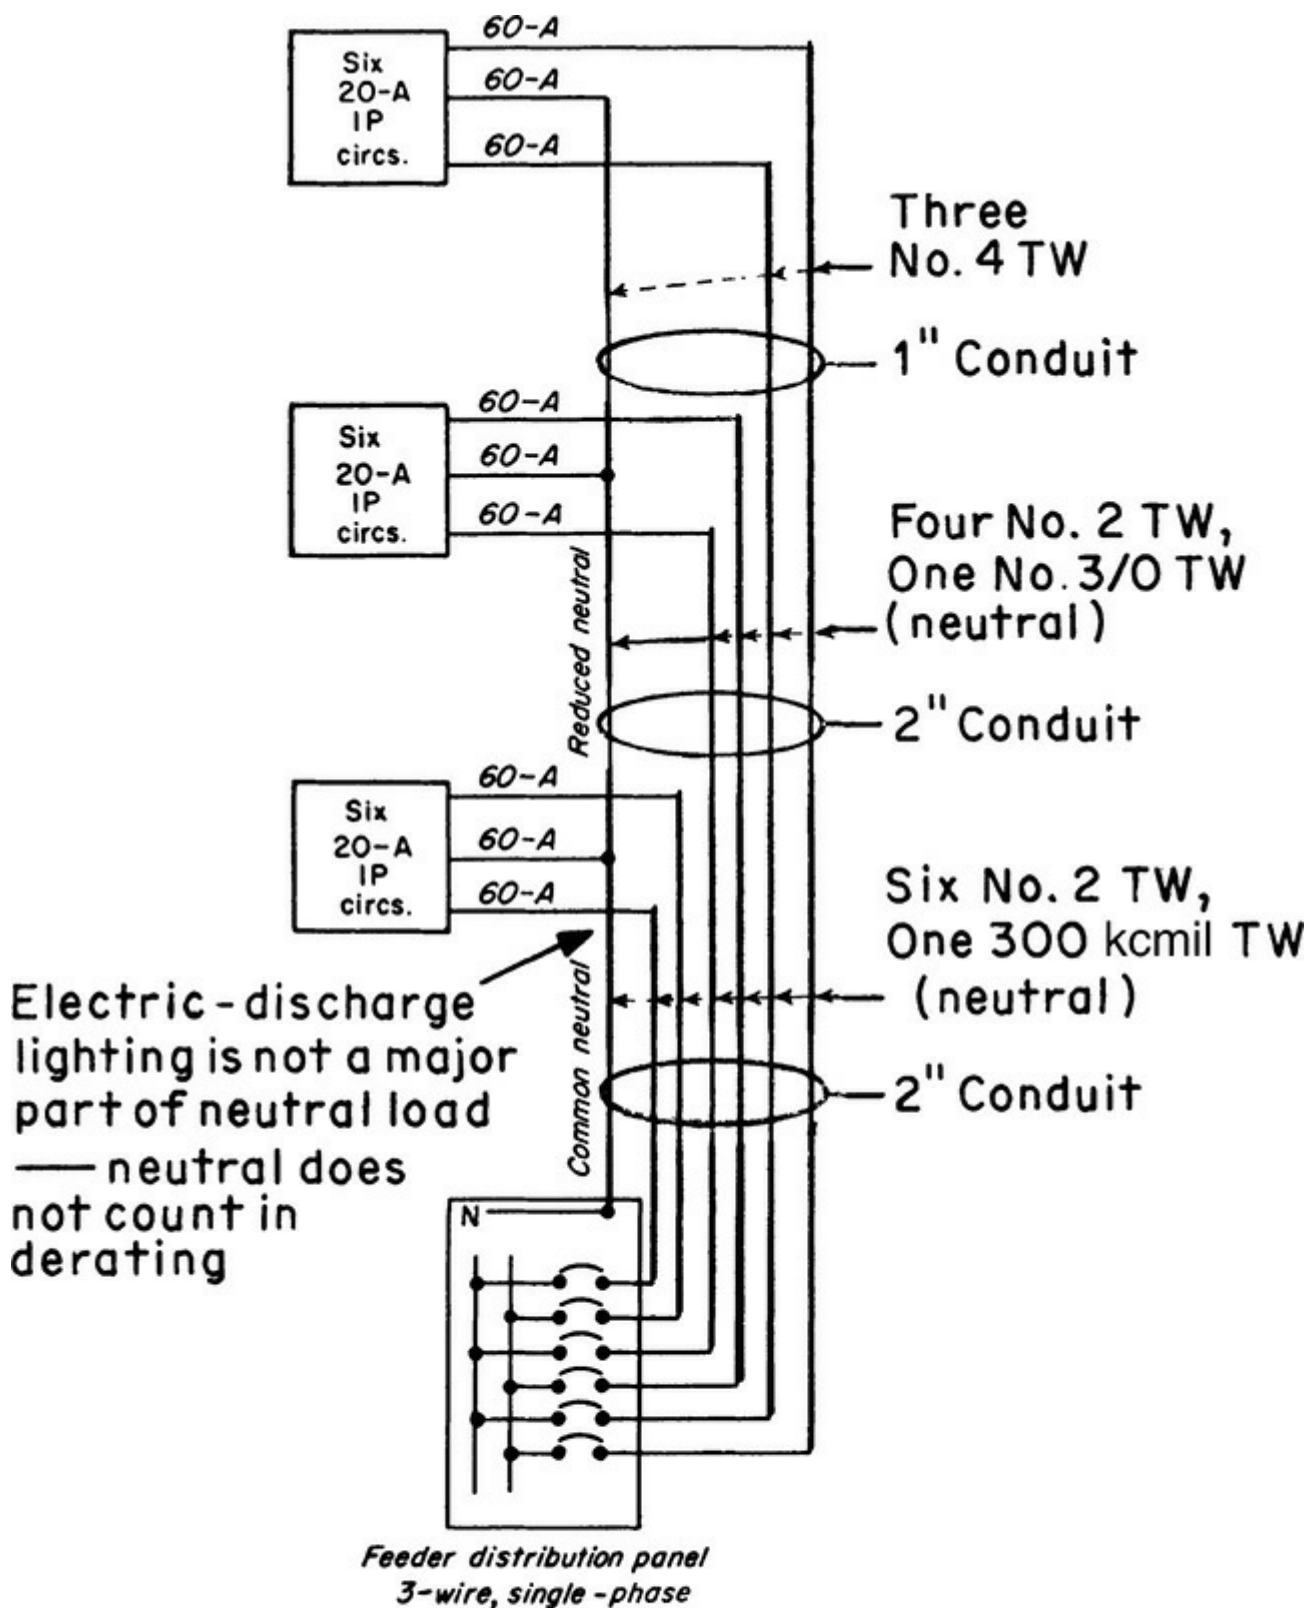 60-A
Six
20-A
1P
circs.
60-A
60-A
Three
No. 4 TW
1" Conduit
60-A
Six
20-A
1P
circs.
60-A
60-A
Four No. 2 TW,
One No. 3/0 TW
(neutral)
Reduced neutral
2" Conduit
60-A
Six
20-A
1P
circs.
60-A
60-A
Six No. 2 TW,
One 300 kcmil TW
(neutral)
Electric-discharge
lighting is not a major
part of neutral load
— neutral does
not count in
derating
Common neutral
2" Conduit
N
Feeder distribution panel
3-wire, single-phase